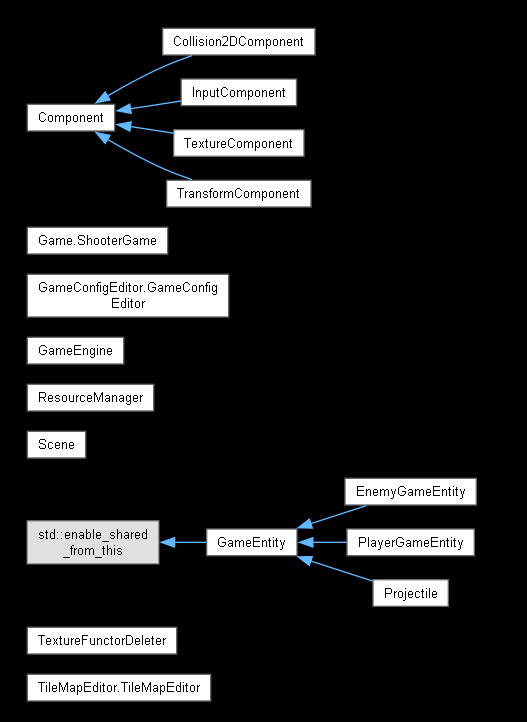 Collision2DComponent
InputComponent
Component
TextureComponent
TransformComponent
Game.ShooterGame
GameConfigEditor.GameConfig
Editor
GameEngine
ResourceManager
Scene
EnemyGameEntity
std::enable_shared
_from_this
GameEntity
PlayerGameEntity
Projectile
TextureFunctorDeleter
TileMapEditor.TileMapEditor